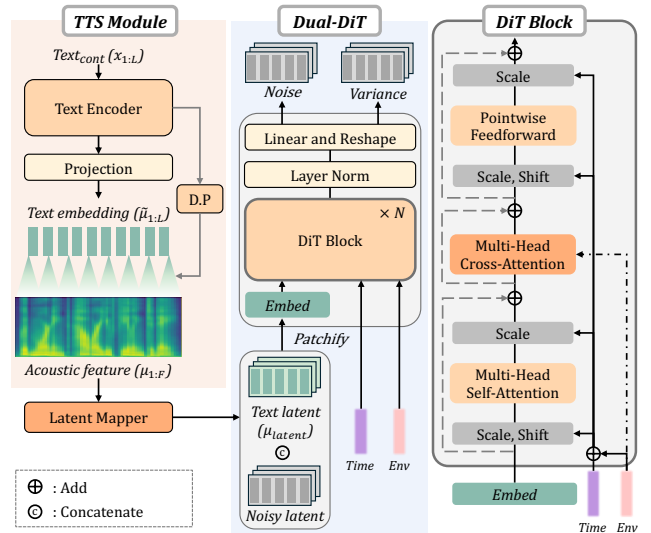 TTS Module
Text_cont (x_1:L)
Text Encoder
Projection
D.P
Text embedding (μ̃_1:L)
Acoustic feature (μ_1:F)
Latent Mapper
⊕ : Add
ⓒ : Concatenate
Dual-DiT
Noise
Variance
Linear and Reshape
Layer Norm
× N
DiT Block
Embed
Patchify
Text latent
(μ_latent)
ⓒ
Noisy latent
Time
Env
DiT Block
Scale
Pointwise
Feedforward
Scale, Shift
Multi-Head
Cross-Attention
Scale
Multi-Head
Self-Attention
Scale, Shift
Embed
Time
Env